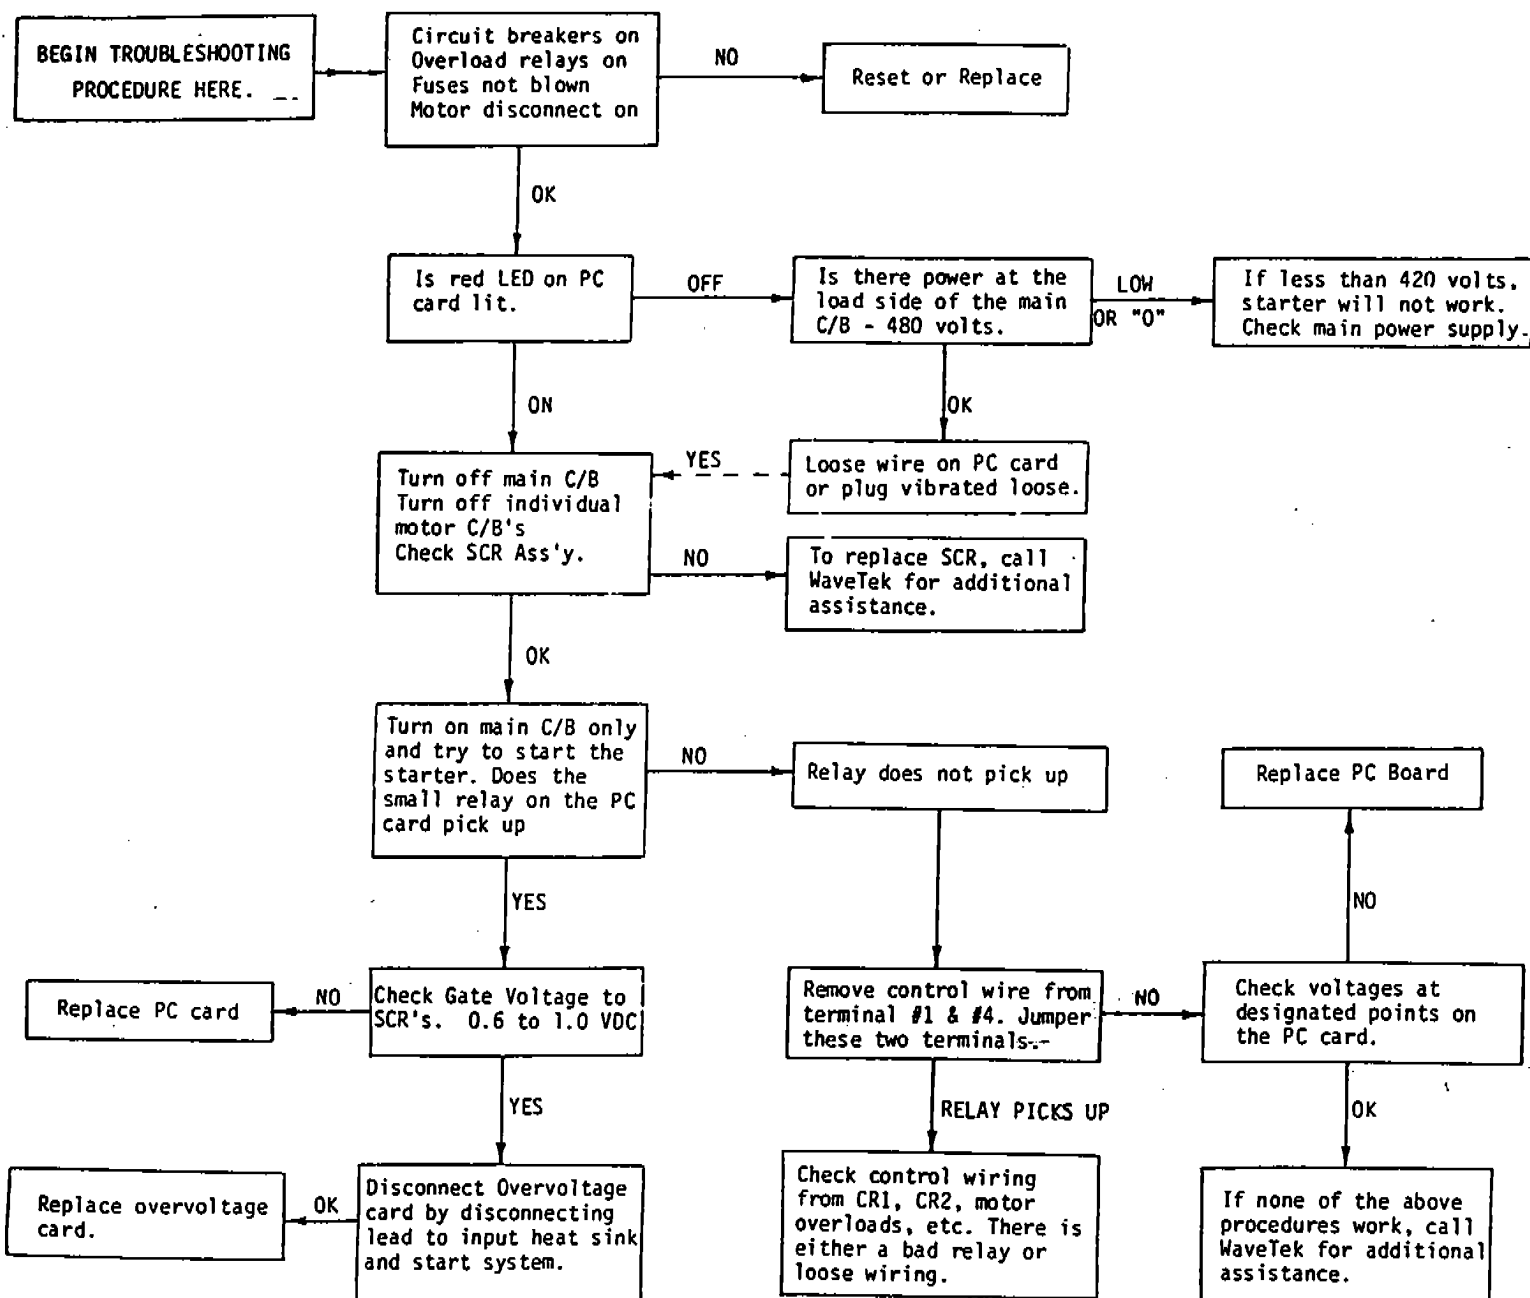 BEGIN TROUBLESHOOTING
PROCEDURE HERE.
Circuit breakers on
Overload relays on
Fuses not blown
Motor disconnect on
NO
Reset or Replace
OK
Is red LED on PC
card lit.
OFF
Is there power at the
load side of the main
C/B - 480 volts.
LOW
OR "O"
If less than 420 volts,
starter will not work.
Check main power supply.
ON
OK
Turn off main C/B
Turn off individual
motor C/B's
Check SCR Ass'y.
YES
Loose wire on PC card
or plug vibrated loose.
NO
To replace SCR, call
WaveTek for additional
assistance.
OK
Turn on main C/B only
and try to start the
starter. Does the
small relay on the PC
card pick up
NO
Relay does not pick up
Replace PC Board
YES
NO
Replace PC card
NO
Check Gate Voltage to
SCR's. 0.6 to 1.0 VDC
Remove control wire from
terminal #1 & #4. Jumper
these two terminals.
NO
Check voltages at
designated points on
the PC card.
YES
RELAY PICKS UP
OK
Replace overvoltage
card.
OK
Disconnect Overvoltage
card by disconnecting
lead to input heat sink
and start system.
Check control wiring
from CR1, CR2, motor
overloads, etc. There is
either a bad relay or
loose wiring.
If none of the above
procedures work, call
WaveTek for additional
assistance.